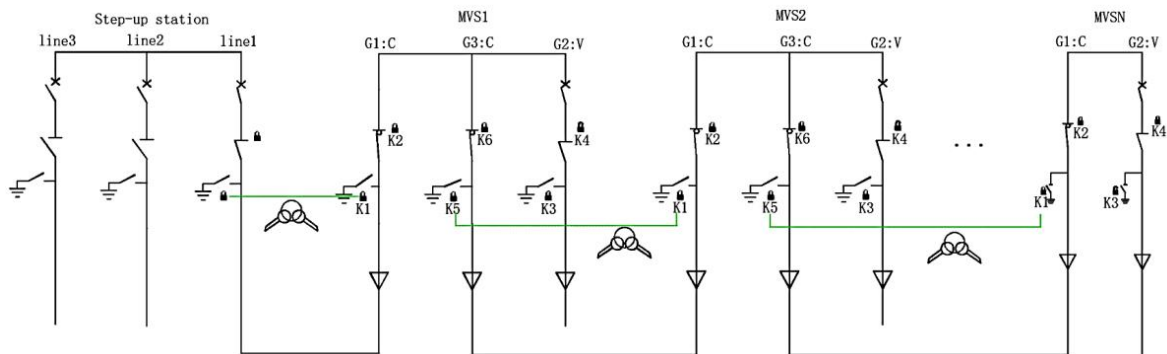 Step-up station
MVS1
MVS2
MVSN
line3 line2 line1
G1:C G3:C G2:V
G1:C G3:C G2:V
G1:C G2:V
K2 K6 K4
K2 K6 K4
K2 K4
K1 K5 K3
K1 K5 K3
K1 K3
...